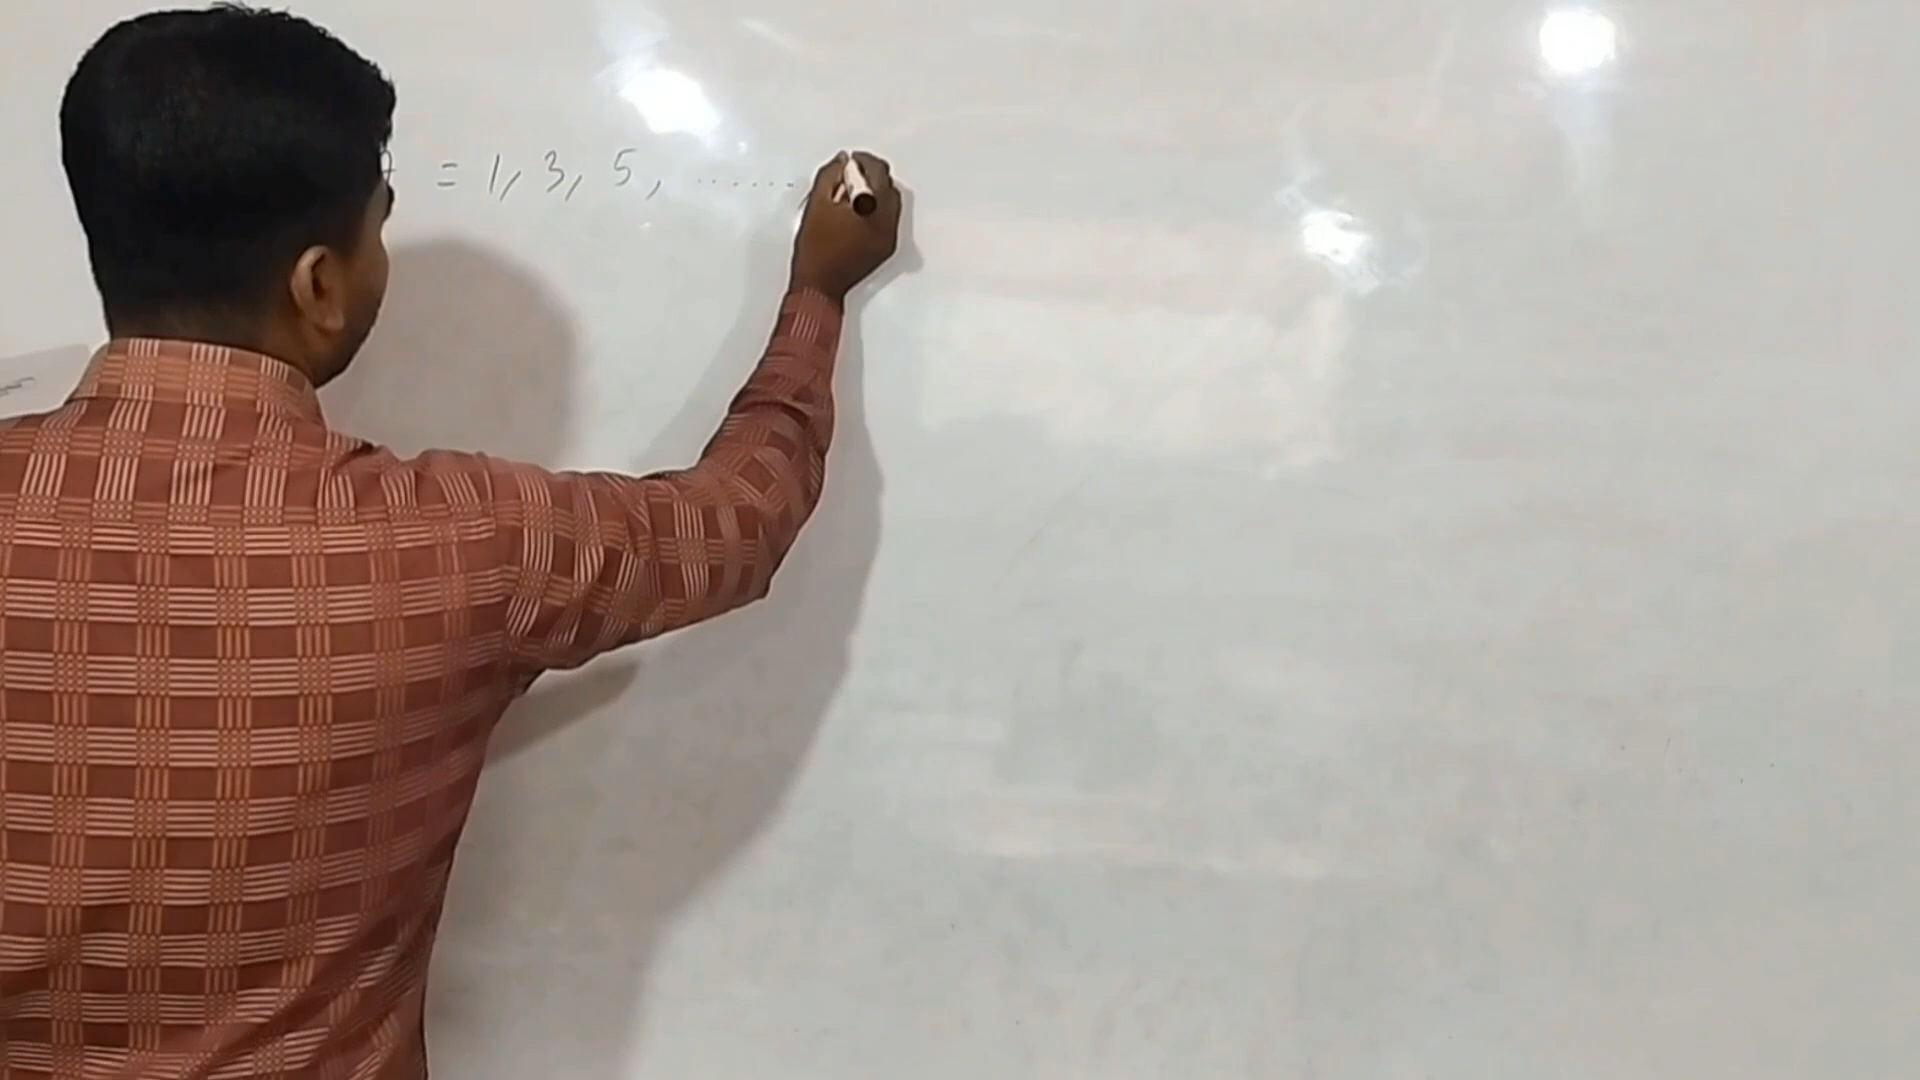 = 1, 3, 5, ......,